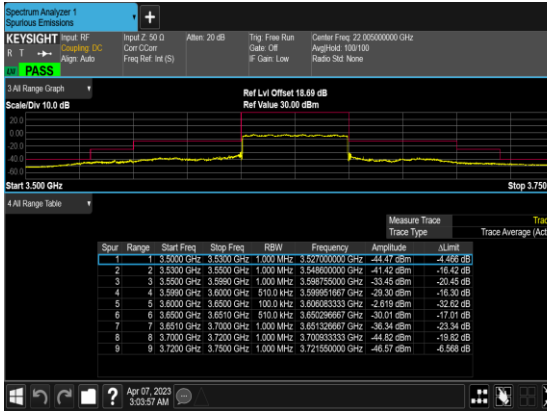 Spectrum Analyzer 1
Spurious Emissions
+
KEYSIGHT Input: RF Input Z: 50 Ω Atten: 20 dB Trig: Free Run Center Freq: 22.005000000 GHz
R T Coupling: DC Corr CCorr Gate: Off Avg|Hold: 100/100
Align: Auto Freq Ref: Int (S) IF Gain: Low Radio Std: None
PASS
3 All Range Graph Ref Lvl Offset 18.69 dB
Scale/Div 10.0 dB Ref Value 30.00 dBm
20.0
0.00
-20.0
-40.0
-60.0
Start 3.500 GHz Stop 3.750
4 All Range Table
Measure Trace Trac
Trace Type Trace Average (Act
Spur Range Start Freq Stop Freq RBW Frequency Amplitude ΔLimit
1 1 3.5000 GHz 3.5300 GHz 1.000 MHz 3.527000000 GHz -44.47 dBm -4.466 dB
2 2 3.5300 GHz 3.5500 GHz 1.000 MHz 3.548600000 GHz -41.42 dBm -16.42 dB
3 3 3.5500 GHz 3.5990 GHz 1.000 MHz 3.598755000 GHz -33.45 dBm -20.45 dB
4 4 3.5990 GHz 3.6000 GHz 510.0 kHz 3.599951667 GHz -29.30 dBm -16.30 dB
5 5 3.6000 GHz 3.6500 GHz 100.0 kHz 3.606083333 GHz -2.619 dBm -32.62 dB
6 6 3.6500 GHz 3.6510 GHz 510.0 kHz 3.650296667 GHz -30.01 dBm -17.01 dB
7 7 3.6510 GHz 3.7000 GHz 1.000 MHz 3.651326667 GHz -36.34 dBm -23.34 dB
8 8 3.7000 GHz 3.7200 GHz 1.000 MHz 3.700933333 GHz -44.82 dBm -19.82 dB
9 9 3.7200 GHz 3.7500 GHz 1.000 MHz 3.721550000 GHz -46.57 dBm -6.568 dB
? Apr 07, 2023
3:03:57 AM